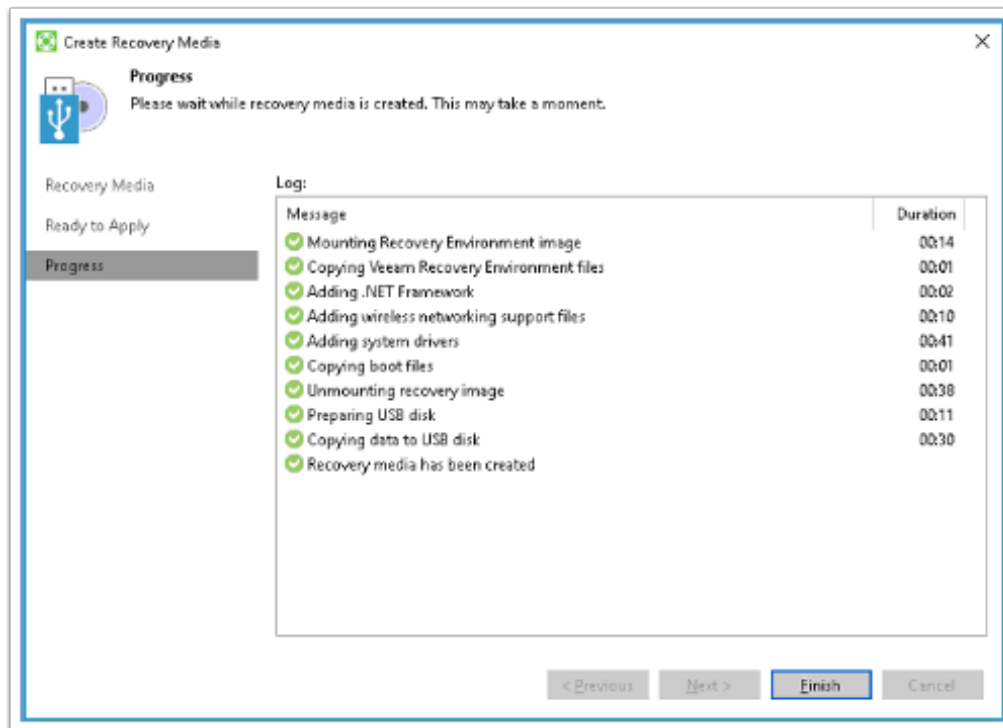 Create Recovery Media
Progress
Please wait while recovery media is created. This may take a moment.
Recovery Media
Ready to Apply
Progress
Log:
Message Duration
Mounting Recovery Environment image 00:14
Copying Veeam Recovery Environment files 00:01
Adding .NET Framework 00:02
Adding wireless networking support files 00:10
Adding system drivers 00:41
Copying boot files 00:01
Unmounting recovery image 00:38
Preparing USB disk 00:11
Copying data to USB disk 00:30
Recovery media has been created
< Previous Next > Finish Cancel